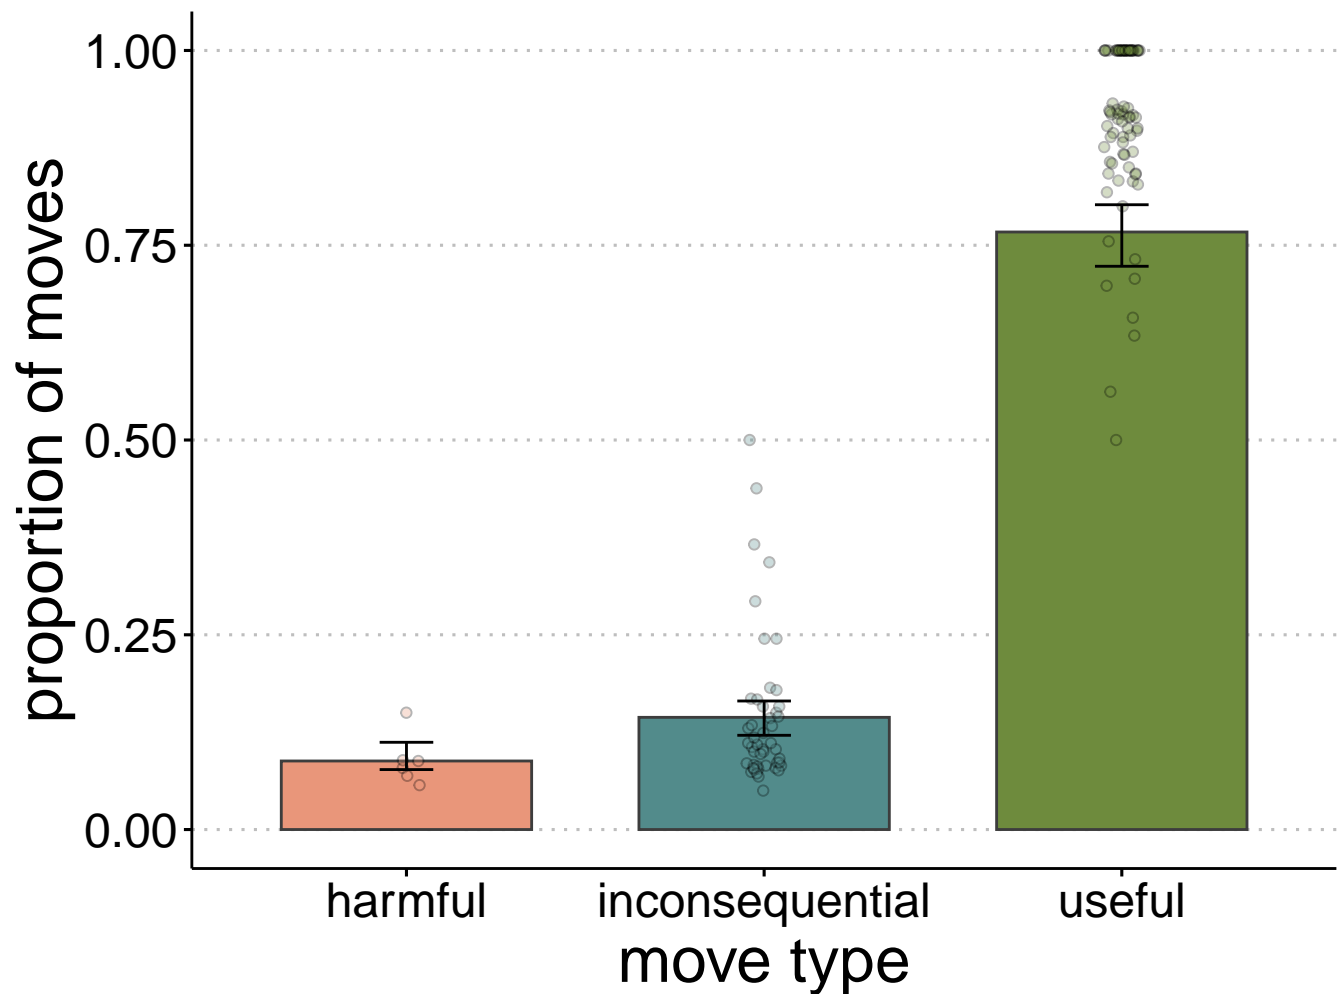 proportion of moves
1.00
0.75
0.50
0.25
0.00
harmful inconsequential useful
move type